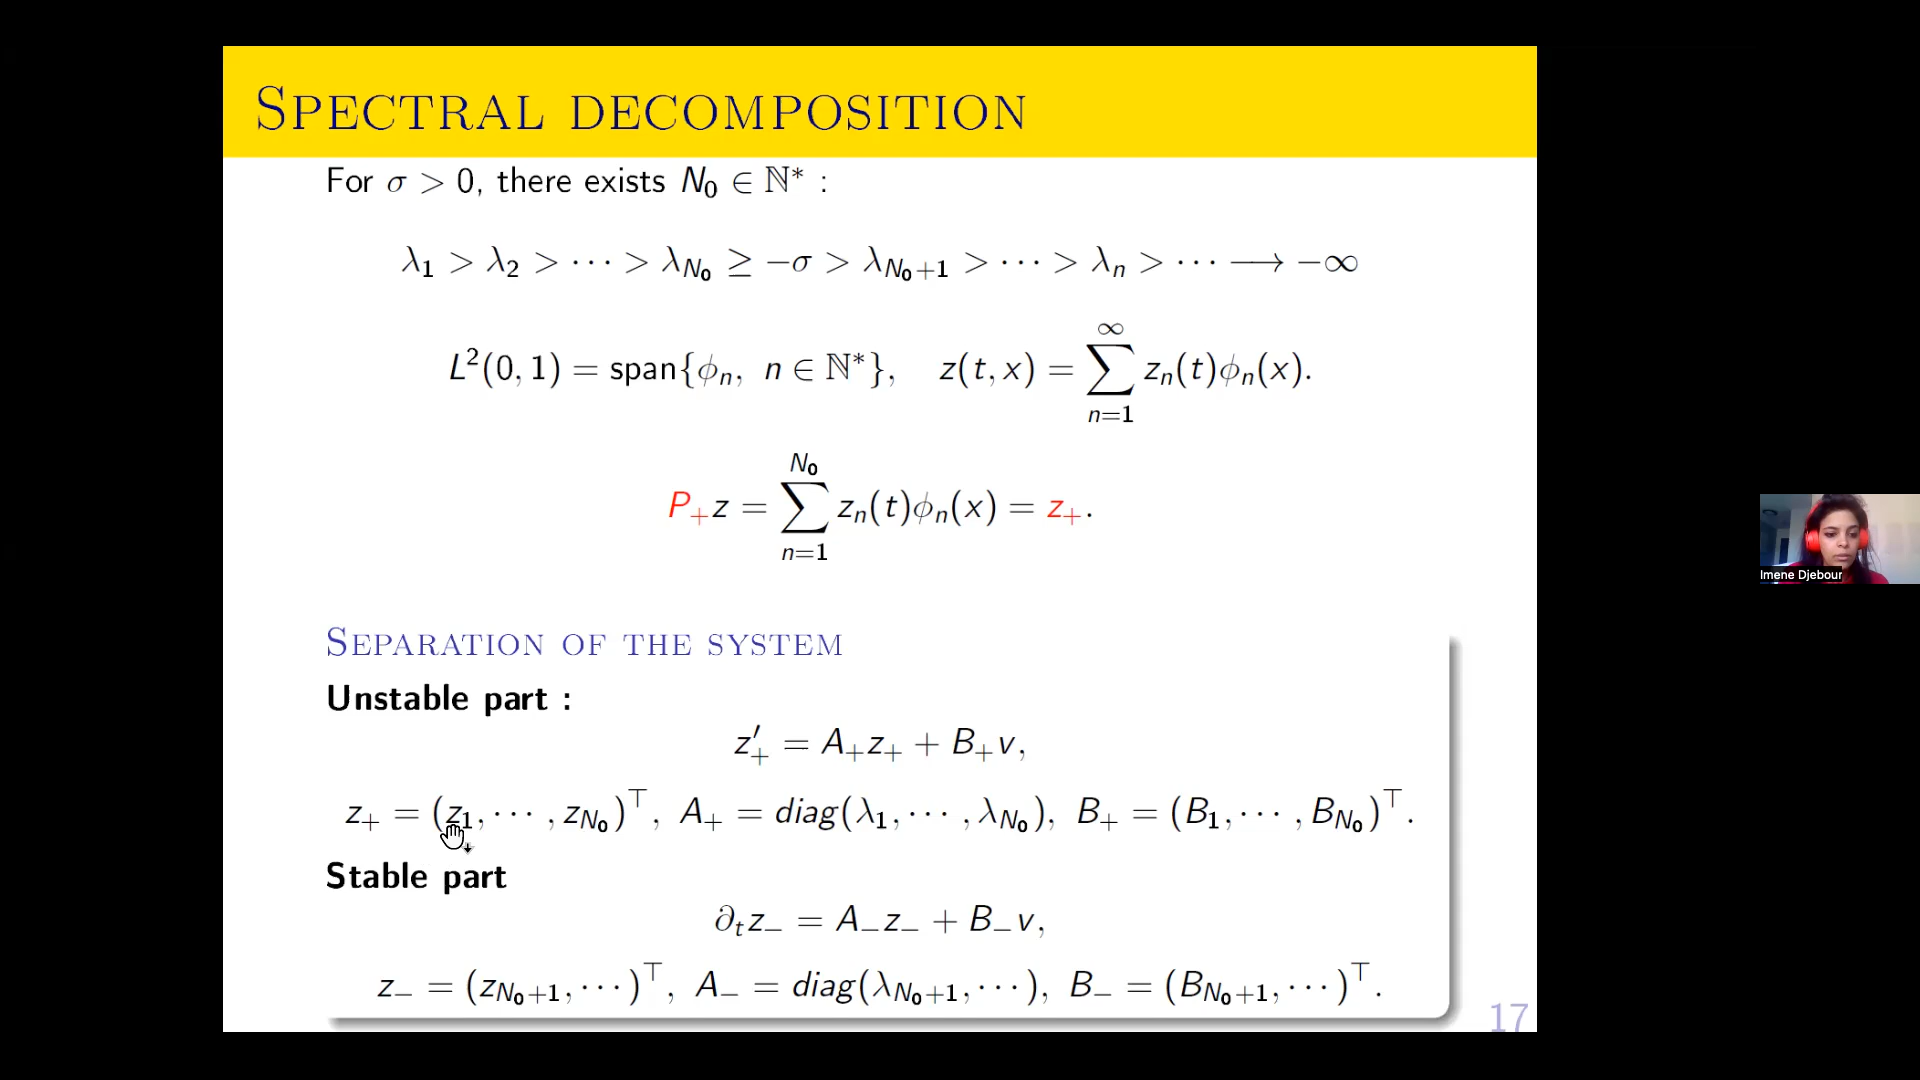 SPECTRAL DECOMPOSITION
For σ > 0, there exists N₀ ∈ ℕ* :
λ₁ > λ₂ > ··· > λ_{N₀} ≥ −σ > λ_{N₀+1} > ··· > λₙ > ··· ⟶ −∞
L²(0, 1) = span{ϕₙ, n ∈ ℕ*}, z(t, x) = ∑_{n=1}^{∞} zₙ(t)ϕₙ(x).
P₊z = ∑_{n=1}^{N₀} zₙ(t)ϕₙ(x) = z₊.
SEPARATION OF THE SYSTEM
Unstable part :
z′₊ = A₊z₊ + B₊v,
z₊ = (z₁, ··· , z_{N₀})^⊤, A₊ = diag(λ₁, ··· , λ_{N₀}), B₊ = (B₁, ··· , B_{N₀})^⊤.
Stable part
∂ₜz₋ = A₋z₋ + B₋v,
z₋ = (z_{N₀+1}, ···)^⊤, A₋ = diag(λ_{N₀+1}, ···), B₋ = (B_{N₀+1}, ···)^⊤.
17
Imene Djebour